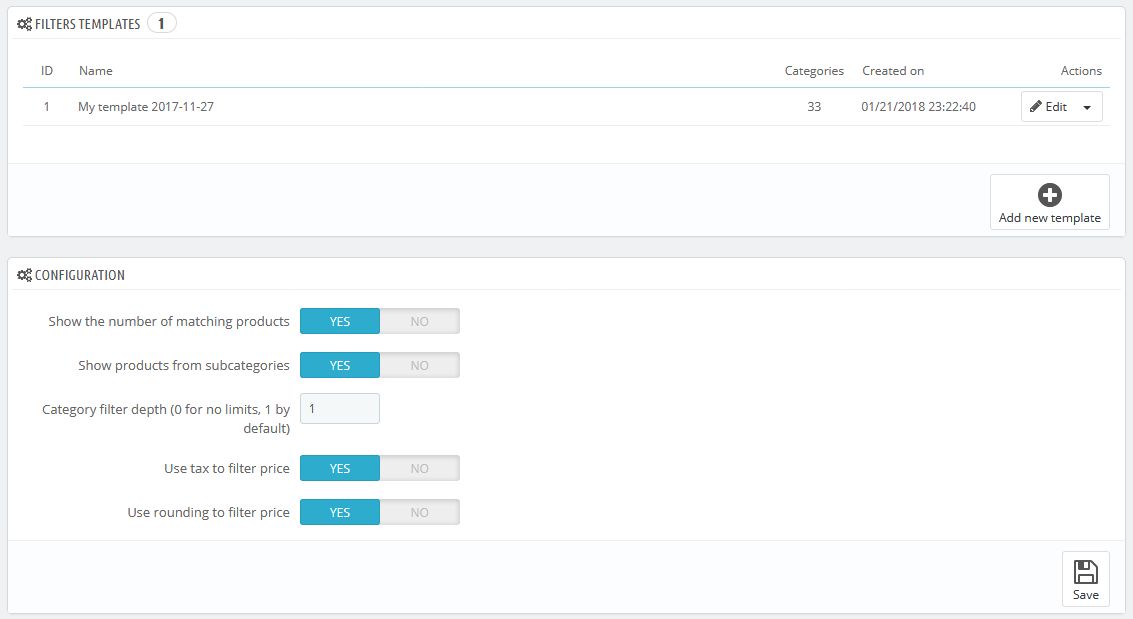 FILTERS TEMPLATES 1
ID Name Categories Created on Actions
1 My template 2017-11-27 33 01/21/2018 23:22:40 Edit
Add new template
CONFIGURATION
Show the number of matching products YES NO
Show products from subcategories YES NO
Category filter depth (0 for no limits, 1 by 1
default)
Use tax to filter price YES NO
Use rounding to filter price YES NO
Save